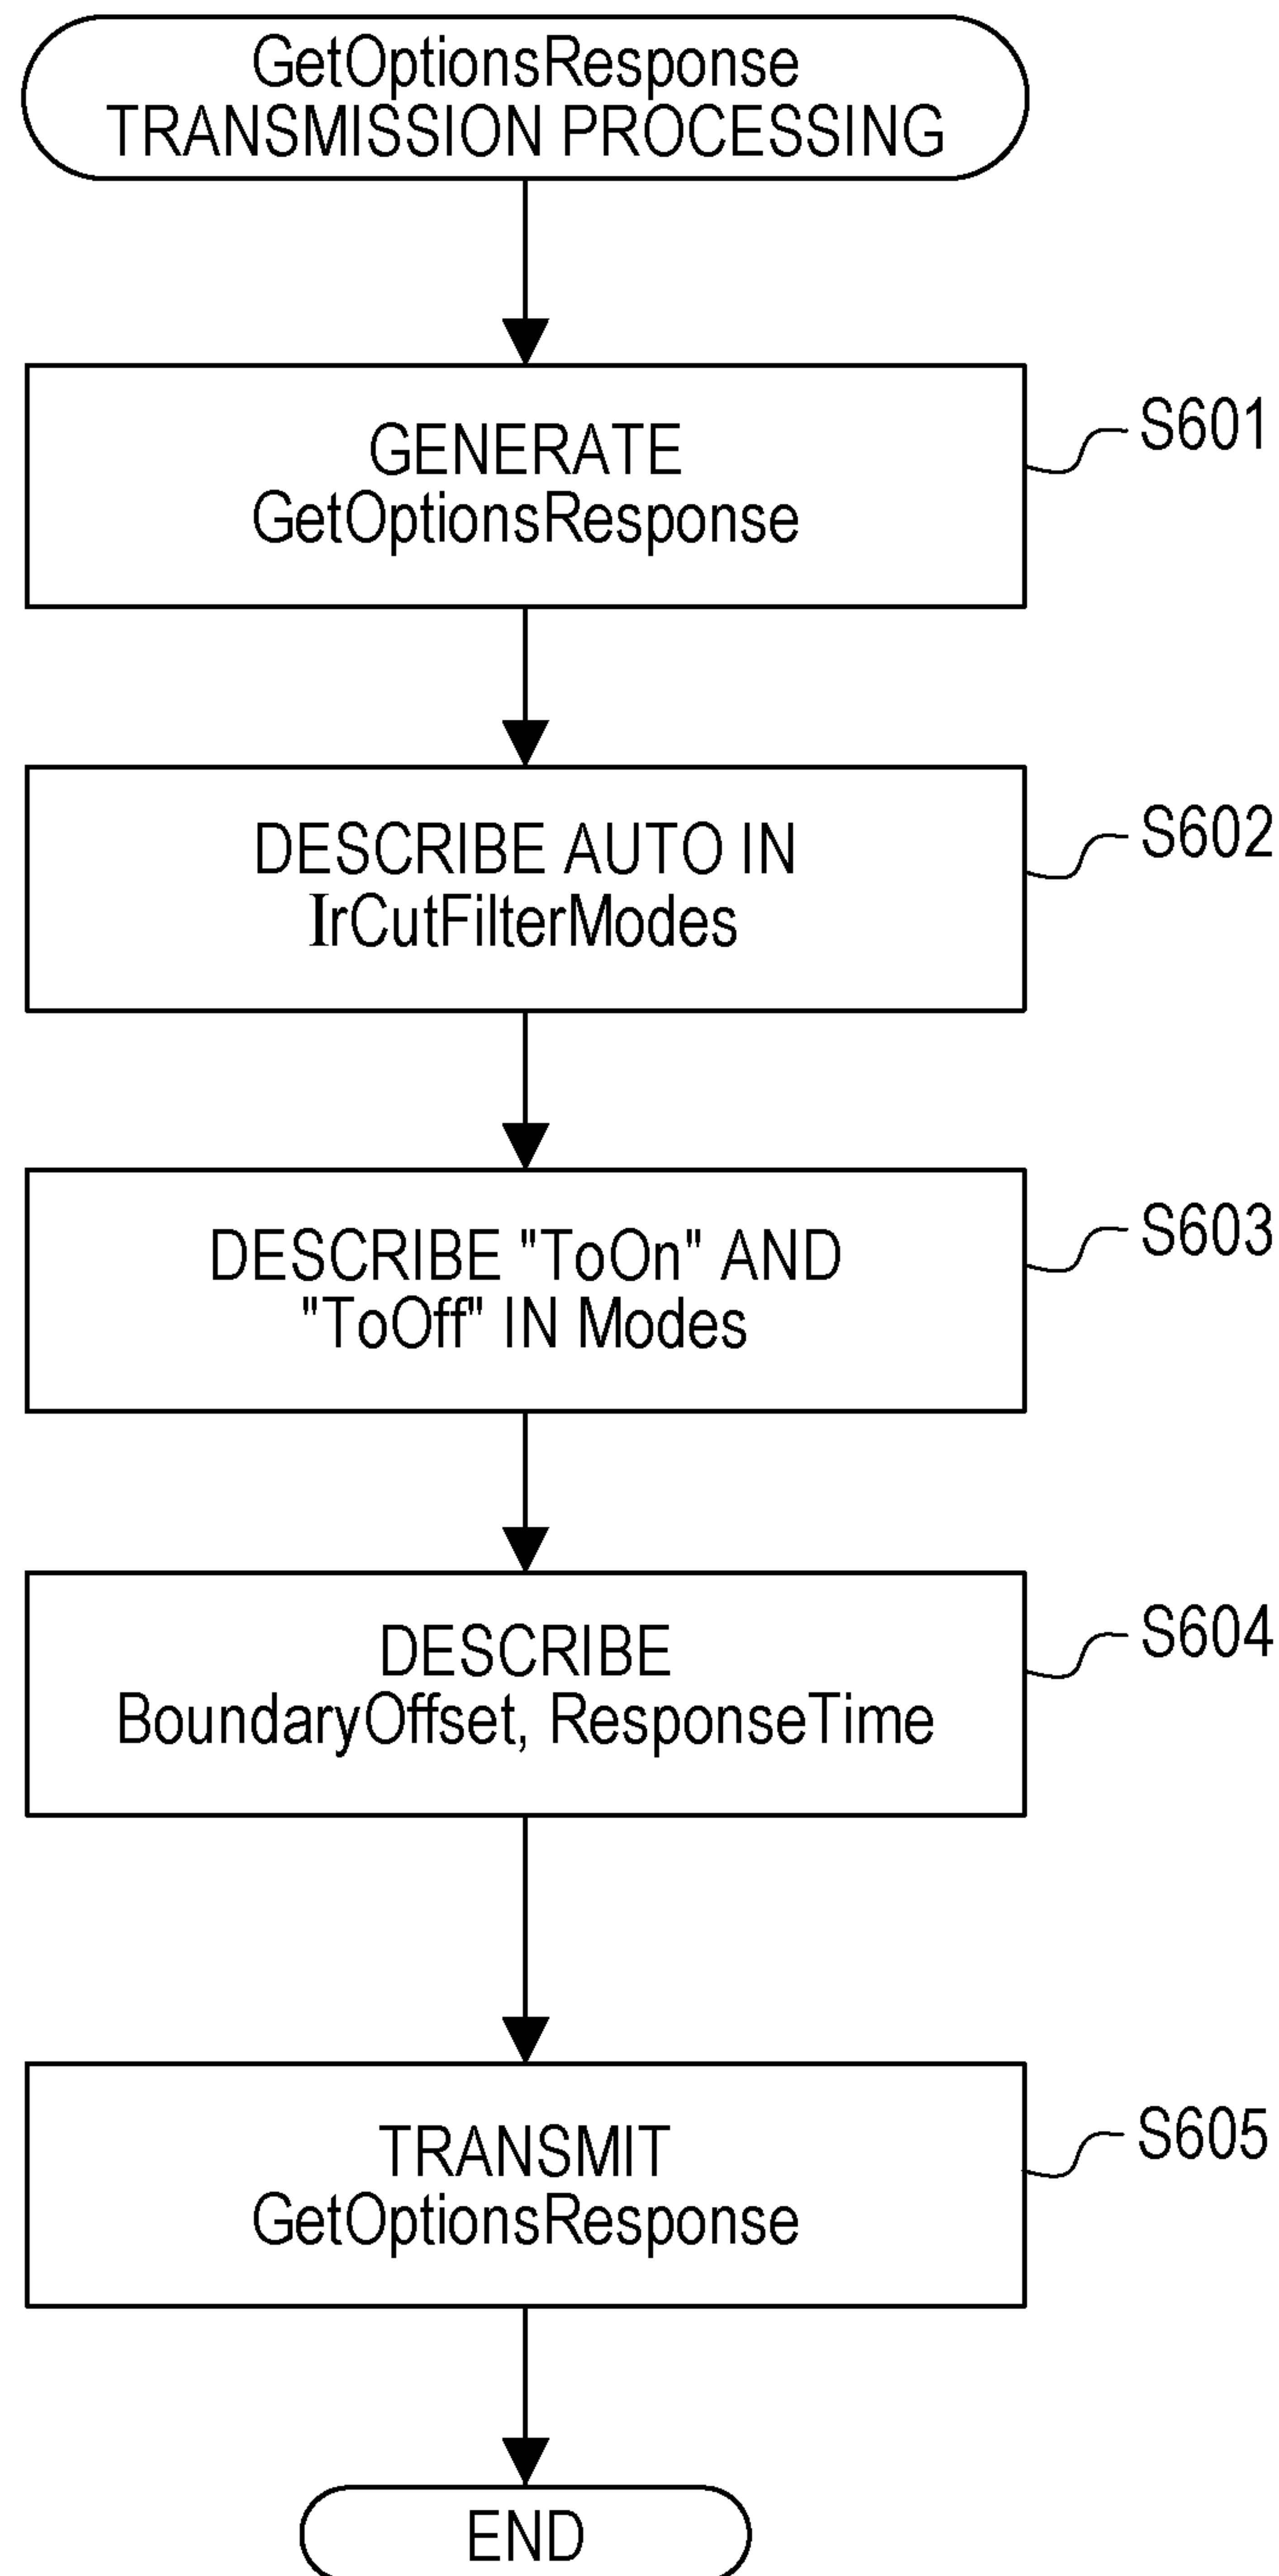 GetOptionsResponse
TRANSMISSION PROCESSING
GENERATE
GetOptionsResponse
S601
DESCRIBE AUTO IN
IrCutFilterModes
S602
DESCRIBE "ToOn" AND
"ToOff" IN Modes
S603
DESCRIBE
BoundaryOffset, ResponseTime
S604
TRANSMIT
GetOptionsResponse
S605
END